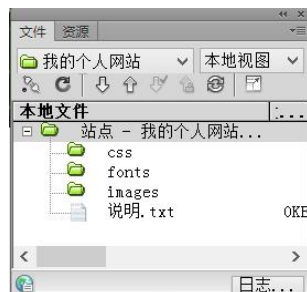 文件 资源
我的个人网站 本地视图
本地文件 :...
站点 - 我的个人网站...
css
fonts
images
说明.txt 0KB
日志...